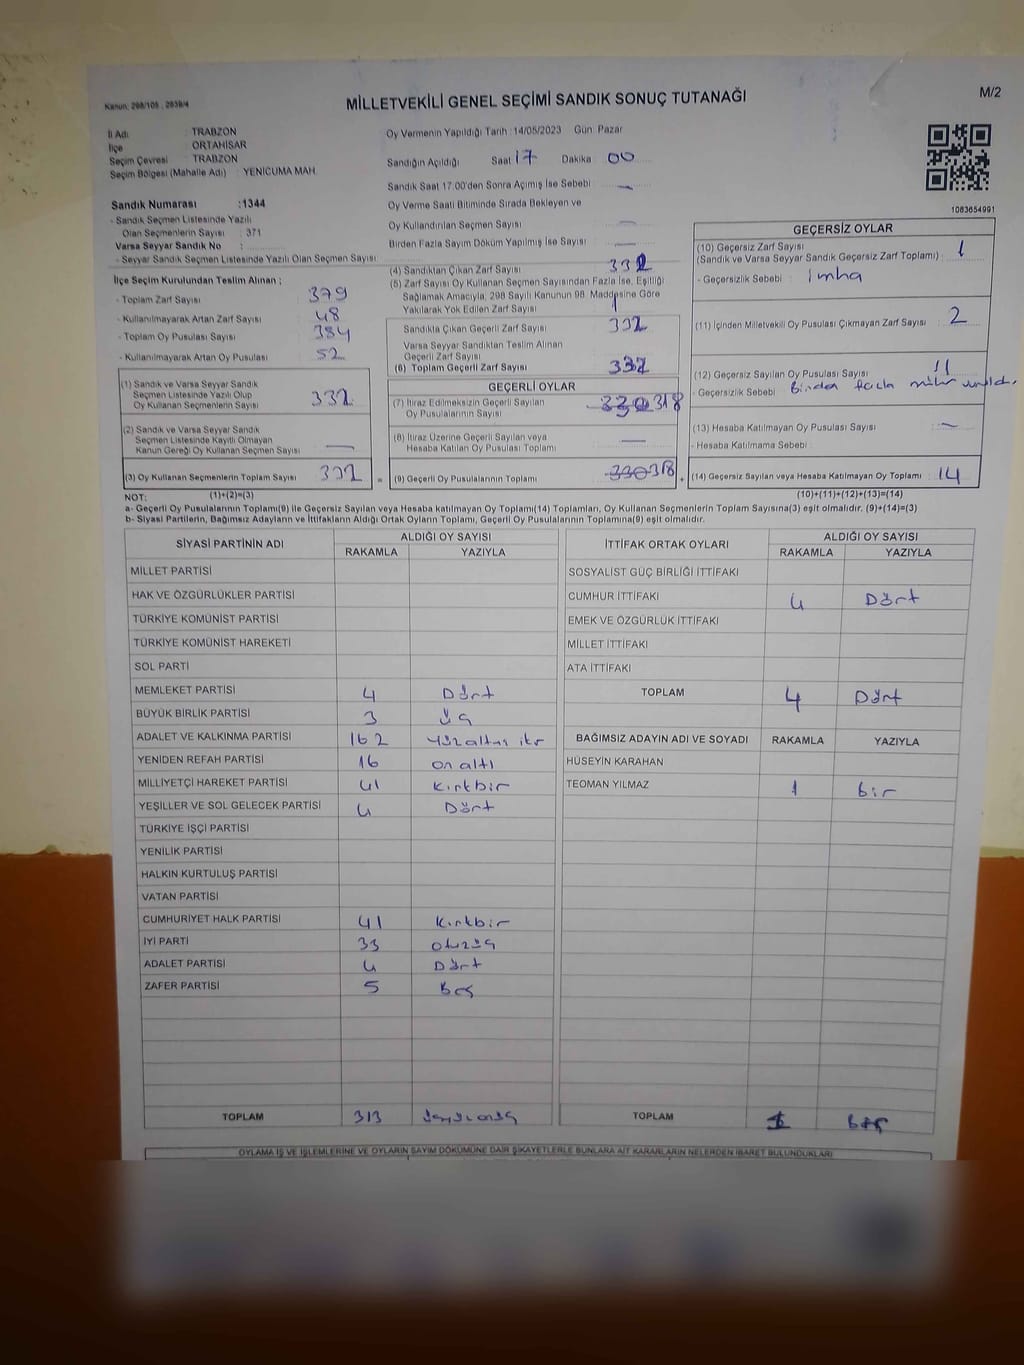 Kanun: 298/105 , 2839/4
MİLLETVEKİLİ GENEL SEÇİMİ SANDIK SONUÇ TUTANAĞI
M/2
İl Adı : TRABZON
İlçe : ORTAHİSAR
Seçim Çevresi : TRABZON
Seçim Bölgesi (Mahalle Adı) : YENICUMA MAH.
Sandık Numarası :1344
- Sandık Seçmen Listesinde Yazılı
Olan Seçmenlerin Sayısı : 371
Varsa Seyyar Sandık No :
- Seyyar Sandık Seçmen Listesinde Yazılı Olan Seçmen Sayısı:
Oy Vermenin Yapıldığı Tarih :14/05/2023 Gün: Pazar
Sandığın Açıldığı Saat 17 Dakika 00
Sandık Saat 17.00'den Sonra Açımış İse Sebebi : —
Oy Verme Saati Bitiminde Sırada Bekleyen ve
Oy Kullandırılan Seçmen Sayısı : —
Birden Fazla Sayım Döküm Yapılmış İse Sayısı : —
1083654991
İlçe Seçim Kurulundan Teslim Alınan ;
- Toplam Zarf Sayısı : 379
- Kullanılmayarak Artan Zarf Sayısı : 48
- Toplam Oy Pusulası Sayısı : 384
- Kullanılmayarak Artan Oy Pusulası : 52
(1) Sandık ve Varsa Seyyar Sandık
Seçmen Listesinde Yazılı Olup
Oy Kullanan Seçmenlerin Sayısı : 332
(2) Sandık ve Varsa Seyyar Sandık
Seçmen Listesinde Kayıtlı Olmayan
Kanun Gereği Oy Kullanan Seçmen Sayısı : —
(3) Oy Kullanan Seçmenlerin Toplam Sayısı : 332
(4) Sandıktan Çıkan Zarf Sayısı : 332
(5) Zarf Sayısı Oy Kullanan Seçmen Sayısından Fazla İse, Eşitliği
Sağlamak Amacıyla, 298 Sayılı Kanunun 98. Maddesine Göre
Yakılarak Yok Edilen Zarf Sayısı : 1
Sandıkta Çıkan Geçerli Zarf Sayısı : 332
Varsa Seyyar Sandıktan Teslim Alınan
Geçerli Zarf Sayısı :
(6) Toplam Geçerli Zarf Sayısı : 332
GEÇERLİ OYLAR
(7) İtiraz Edilmeksizin Geçerli Sayılan
Oy Pusulalarının Sayısı : 330 318
(8) İtiraz Üzerine Geçerli Sayılan veya
Hesaba Katılan Oy Pusulası Toplamı : —
= (9) Geçerli Oy Pusulalarının Toplamı : 330 318 +
GEÇERSİZ OYLAR
(10) Geçersiz Zarf Sayısı
(Sandık ve Varsa Seyyar Sandık Geçersiz Zarf Toplamı) : 1
- Geçersizlik Sebebi : imha
(11) İçinden Milletvekili Oy Pusulası Çıkmayan Zarf Sayısı : 2
(12) Geçersiz Sayılan Oy Pusulası Sayısı : 11
- Geçersizlik Sebebi : Birden fazla mühür
(13) Hesaba Katılmayan Oy Pusulası Sayısı : —
- Hesaba Katılmama Sebebi :
(14) Geçersiz Sayılan veya Hesaba Katılmayan Oy Toplamı : 14
NOT: (1)+(2)=(3)
(10)+(11)+(12)+(13)=(14)
a- Geçerli Oy Pusulalarının Toplamı(9) ile Geçersiz Sayılan veya Hesaba katılmayan Oy Toplamı(14) Toplamları, Oy Kullanan Seçmenlerin Toplam Sayısına(3) eşit olmalıdır. (9)+(14)=(3)
b- Siyasi Partilerin, Bağımsız Adayların ve İttifakların Aldığı Ortak Oyların Toplamı, Geçerli Oy Pusulalarının Toplamına(9) eşit olmalıdır.
SİYASİ PARTİNİN ADI
ALDIĞI OY SAYISI
RAKAMLA YAZIYLA
MİLLET PARTİSİ
HAK VE ÖZGÜRLÜKLER PARTİSİ
TÜRKİYE KOMÜNİST PARTİSİ
TÜRKİYE KOMÜNİST HAREKETİ
SOL PARTİ
MEMLEKET PARTİSİ 4 Dört
BÜYÜK BİRLİK PARTİSİ 3 üç
ADALET VE KALKINMA PARTİSİ 162 Yüzaltmış iki
YENİDEN REFAH PARTİSİ 16 on altı
MİLLİYETÇİ HAREKET PARTİSİ 41 Kırkbir
YEŞİLLER VE SOL GELECEK PARTİSİ 4 Dört
TÜRKİYE İŞÇİ PARTİSİ
YENİLİK PARTİSİ
HALKIN KURTULUŞ PARTİSİ
VATAN PARTİSİ
CUMHURİYET HALK PARTİSİ 41 Kırkbir
İYİ PARTİ 33 otuzüç
ADALET PARTİSİ 4 Dört
ZAFER PARTİSİ 5 Beş
TOPLAM 313 üçyüzonüç
İTTİFAK ORTAK OYLARI
ALDIĞI OY SAYISI
RAKAMLA YAZIYLA
SOSYALIST GÜÇ BİRLİĞİ İTTİFAKI
CUMHUR İTTİFAKI 4 Dört
EMEK VE ÖZGÜRLÜK İTTİFAKI
MİLLET İTTİFAKI
ATA İTTİFAKI
TOPLAM 4 Dört
BAĞIMSIZ ADAYIN ADI VE SOYADI RAKAMLA YAZIYLA
HÜSEYİN KARAHAN
TEOMAN YILMAZ 1 bir
TOPLAM
OYLAMA İŞ VE İŞLEMLERİNE VE OYLARIN SAYIM DÖKÜMÜNE DAİR ŞİKAYETLERLE BUNLARA AİT KARARLARIN NELERDEN İBARET BULUNDUKLARI